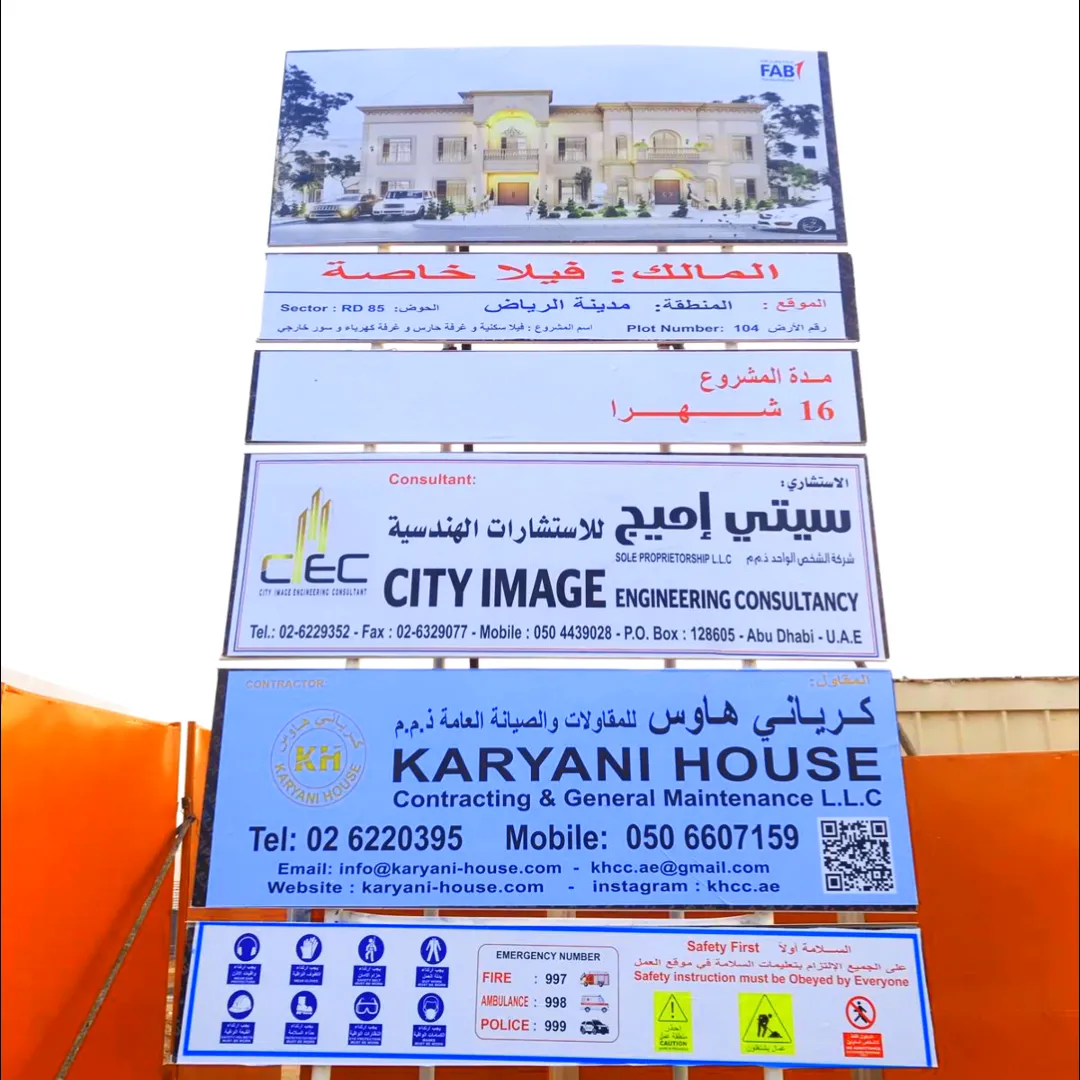 FAB
المالك: فيلا خاصة
الموقع : المنطقة: مدينة الرياض الحوض: Sector : RD 85
رقم الأرض Plot Number: 104 اسم المشروع : فيلا سكنية و غرفة حارس و غرفة كهرباء و سور خارجي
مدة المشروع
16 شهرا
Consultant: الاستشاري:
سيتي إميج للاستشارات الهندسية
SOLE PROPRIETORSHIP L.L.C شركة الشخص الواحد ذ.م.م
CIEC
CITY IMAGE ENGINEERING CONSULTANT
CITY IMAGE ENGINEERING CONSULTANCY
Tel.: 02-6229352 - Fax : 02-6329077 - Mobile : 050 4439028 - P.O. Box : 128605 - Abu Dhabi - U.A.E
CONTRACTOR: المقاول:
كرياني هاوس للمقاولات والصيانة العامة ذ.م.م
كرياني هاوس
KH
KARYANI HOUSE
KARYANI HOUSE
Contracting & General Maintenance L.L.C
Tel: 02 6220395 Mobile: 050 6607159
Email: info@karyani-house.com - khcc.ae@gmail.com
Website : karyani-house.com - instagram : khcc.ae
EMERGENCY NUMBER
FIRE : 997
AMBULANCE : 998
POLICE : 999
Safety First السلامة أولاً
على الجميع الالتزام بتعليمات السلامة في موقع العمل
Safety instruction must be Obeyed by Everyone
احذر
منطقة عمل
CAUTION
عمال يشتغلون